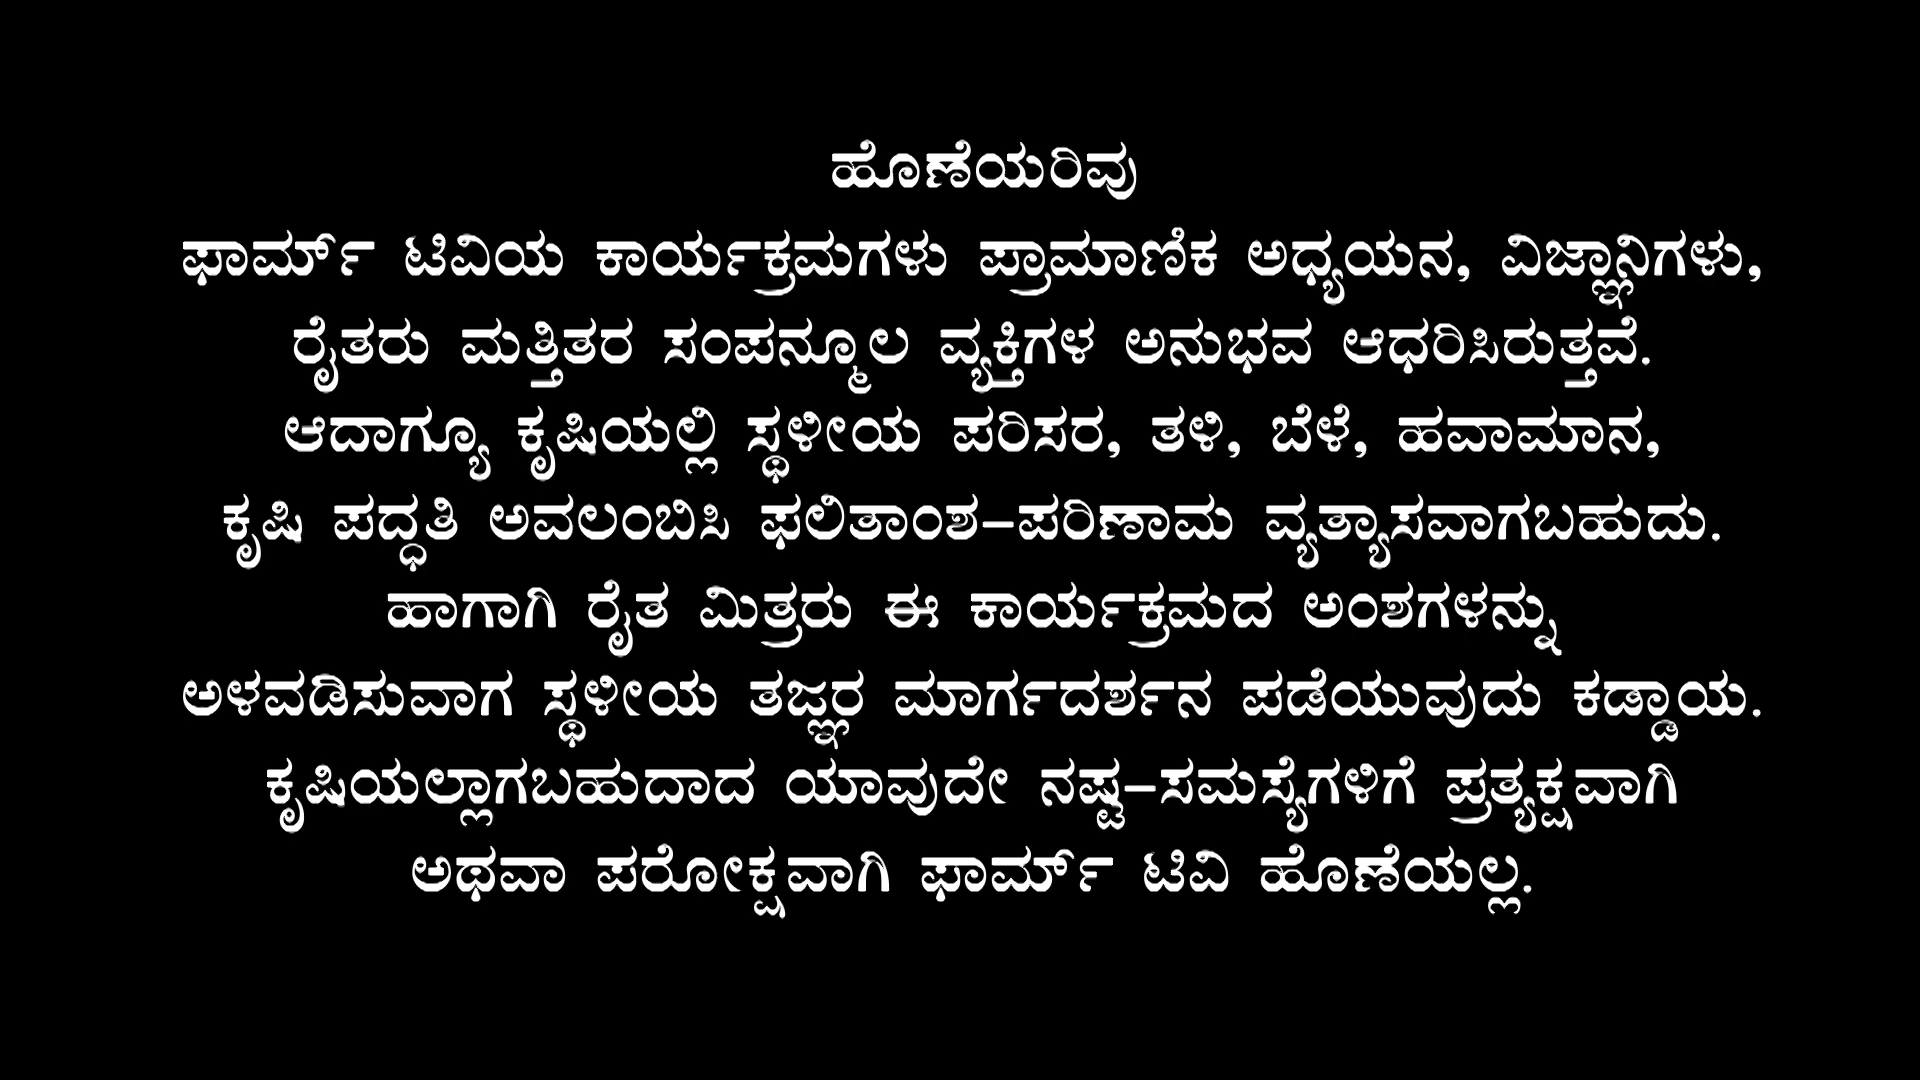 ಹೊಣೆಯರಿವು
ಫಾರ್ಮ್ ಟಿವಿಯ ಕಾರ್ಯಕ್ರಮಗಳು ಪ್ರಾಮಾಣಿಕ ಅಧ್ಯಯನ, ವಿಜ್ಞಾನಿಗಳು,
ರೈತರು ಮತ್ತಿತರ ಸಂಪನ್ಮೂಲ ವ್ಯಕ್ತಿಗಳ ಅನುಭವ ಆಧರಿಸಿರುತ್ತವೆ.
ಆದಾಗ್ಯೂ ಕೃಷಿಯಲ್ಲಿ ಸ್ಥಳೀಯ ಪರಿಸರ, ತಳಿ, ಬೆಳೆ, ಹವಾಮಾನ,
ಕೃಷಿ ಪದ್ಧತಿ ಅವಲಂಬಿಸಿ ಫಲಿತಾಂಶ–ಪರಿಣಾಮ ವ್ಯತ್ಯಾಸವಾಗಬಹುದು.
ಹಾಗಾಗಿ ರೈತ ಮಿತ್ರರು ಈ ಕಾರ್ಯಕ್ರಮದ ಅಂಶಗಳನ್ನು
ಅಳವಡಿಸುವಾಗ ಸ್ಥಳೀಯ ತಜ್ಞರ ಮಾರ್ಗದರ್ಶನ ಪಡೆಯುವುದು ಕಡ್ಡಾಯ.
ಕೃಷಿಯಲ್ಲಾಗಬಹುದಾದ ಯಾವುದೇ ನಷ್ಟ–ಸಮಸ್ಯೆಗಳಿಗೆ ಪ್ರತ್ಯಕ್ಷವಾಗಿ
ಅಥವಾ ಪರೋಕ್ಷವಾಗಿ ಫಾರ್ಮ್ ಟಿವಿ ಹೊಣೆಯಲ್ಲ.